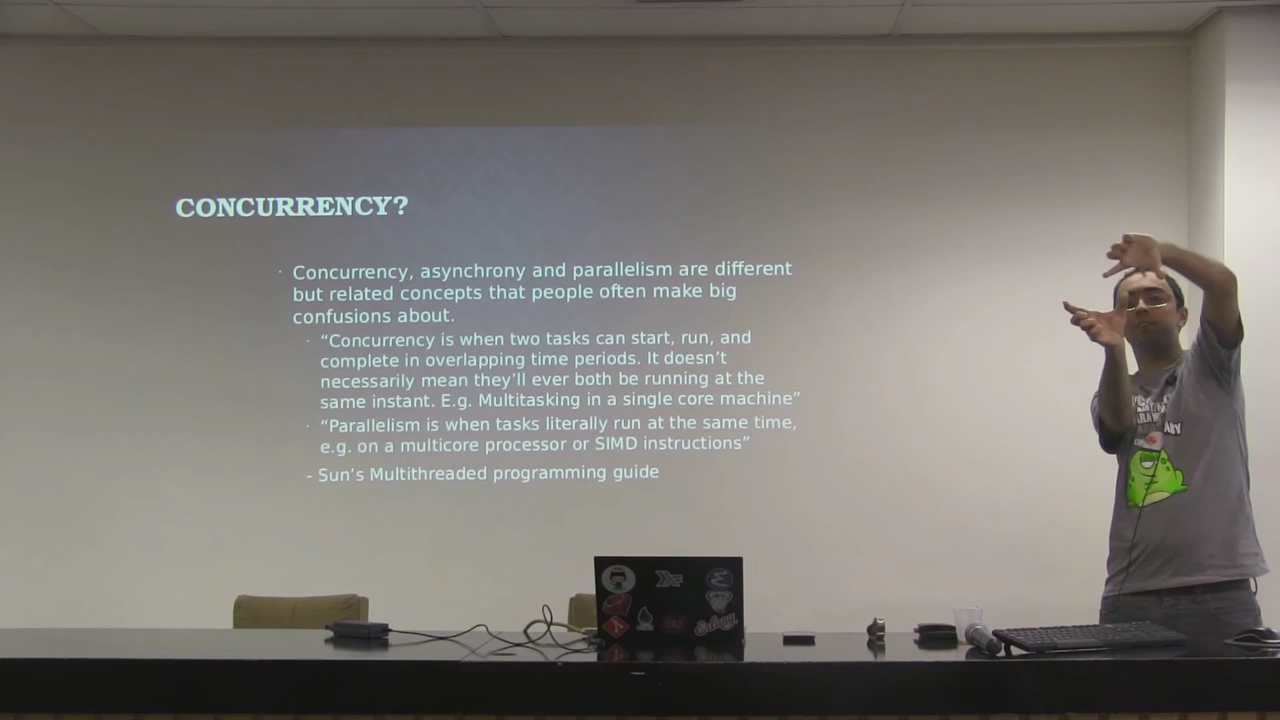 CONCURRENCY?
· Concurrency, asynchrony and parallelism are different
but related concepts that people often make big
confusions about.
· “Concurrency is when two tasks can start, run, and
complete in overlapping time periods. It doesn’t
necessarily mean they’ll ever both be running at the
same instant. E.g. Multitasking in a single core machine”
· “Parallelism is when tasks literally run at the same time,
e.g. on a multicore processor or SIMD instructions”
- Sun’s Multithreaded programming guide